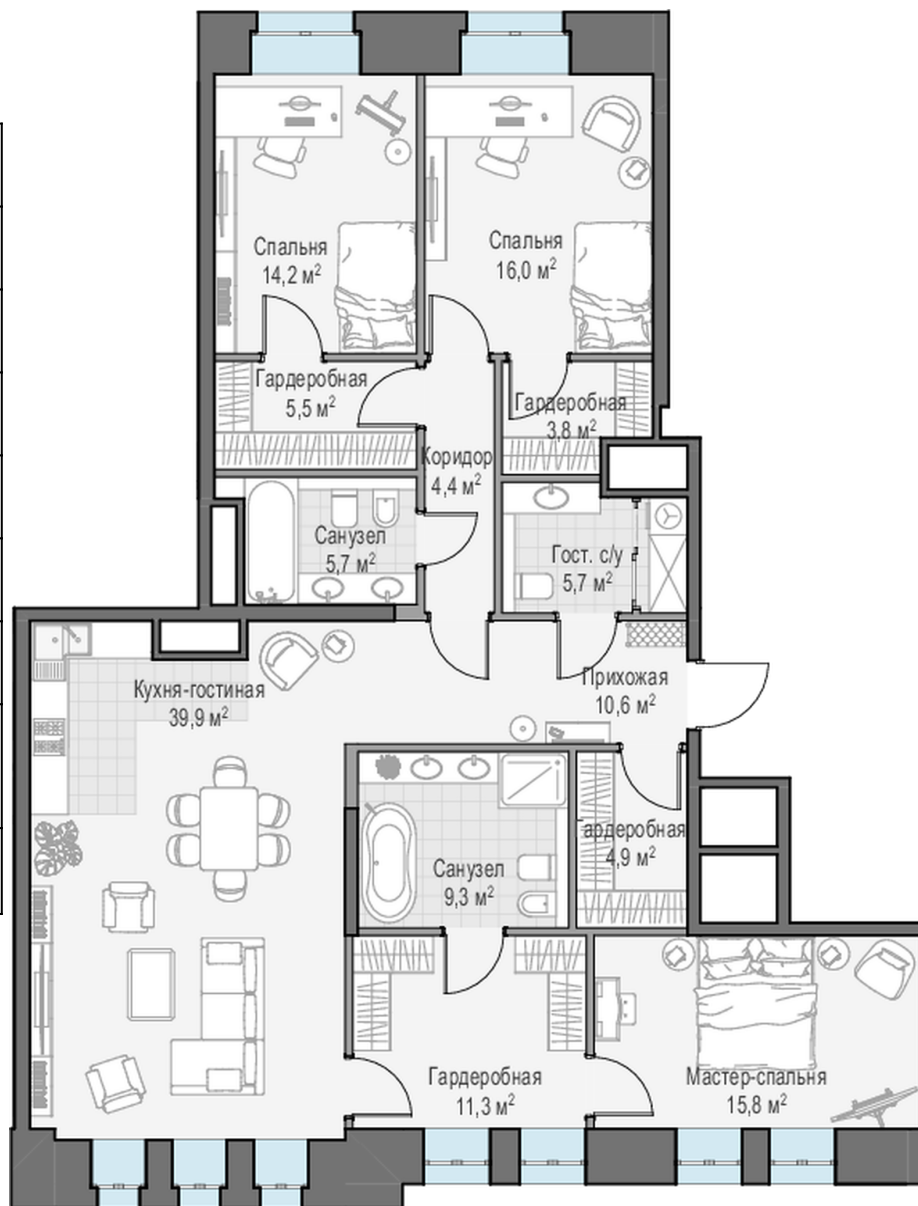 Спальня
14,2 м²
Спальня
16,0 м²
Гардеробная
5,5 м²
Гардеробная
3,8 м²
Коридор
4,4 м²
Санузел
5,7 м²
Гост. с/у
5,7 м²
Кухня-гостиная
39,9 м²
Прихожая
10,6 м²
Санузел
9,3 м²
ардеробная
4,9 м²
Гардеробная
11,3 м²
Мастер-спальня
15,8 м²